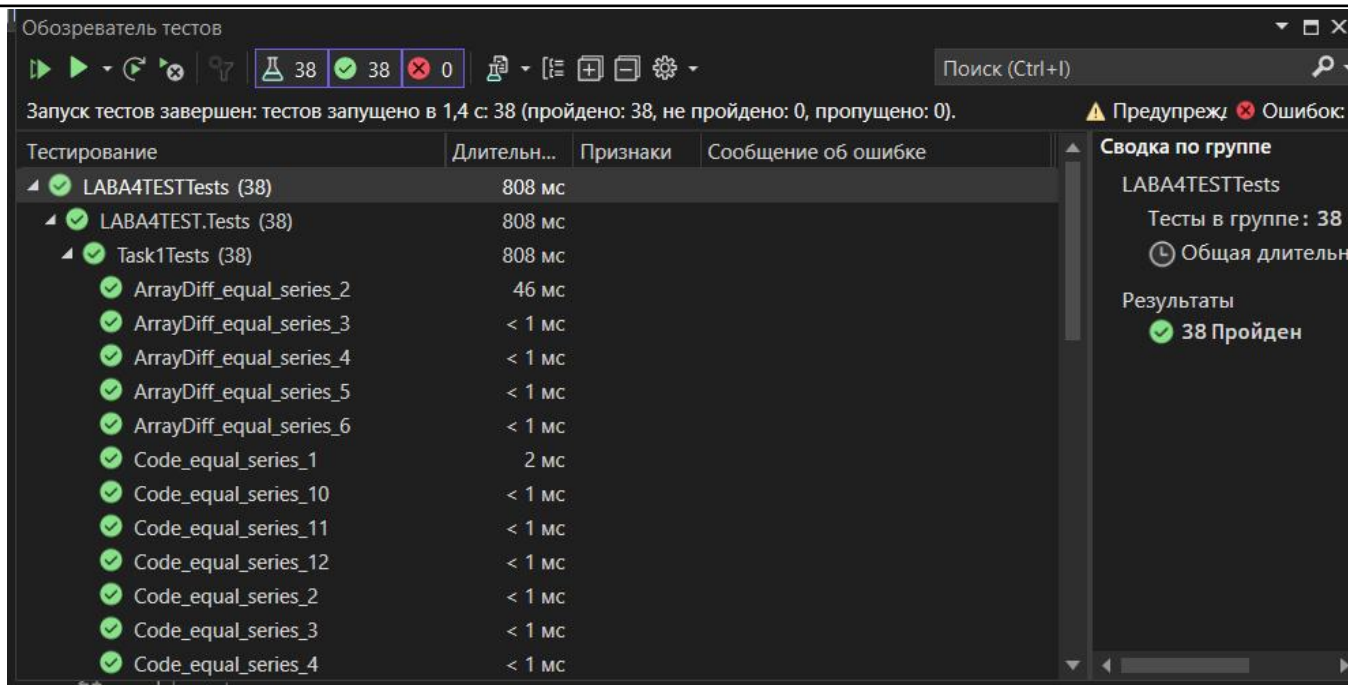 Обозреватель тестов
38 38 0 Поиск (Ctrl+I)
Запуск тестов завершен: тестов запущено в 1,4 с: 38 (пройдено: 38, не пройдено: 0, пропущено: 0). Предупрежд Ошибок:
Тестирование Длительн... Признаки Сообщение об ошибке
LABA4TESTTests (38) 808 мс
LABA4TEST.Tests (38) 808 мс
Task1Tests (38) 808 мс
ArrayDiff_equal_series_2 46 мс
ArrayDiff_equal_series_3 < 1 мс
ArrayDiff_equal_series_4 < 1 мс
ArrayDiff_equal_series_5 < 1 мс
ArrayDiff_equal_series_6 < 1 мс
Code_equal_series_1 2 мс
Code_equal_series_10 < 1 мс
Code_equal_series_11 < 1 мс
Code_equal_series_12 < 1 мс
Code_equal_series_2 < 1 мс
Code_equal_series_3 < 1 мс
Code_equal_series_4 < 1 мс
Сводка по группе
LABA4TESTTests
Тесты в группе: 38
Общая длительн
Результаты
38 Пройден